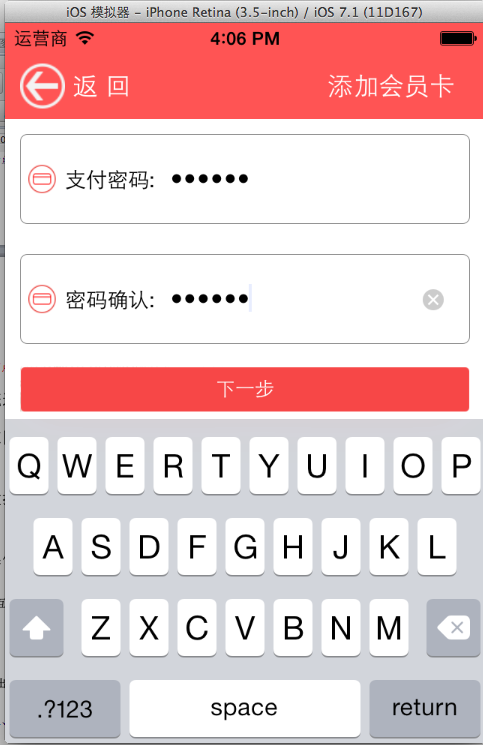 iOS 模拟器 - iPhone Retina (3.5-inch) / iOS 7.1 (11D167)
运营商 4:06 PM
返 回 添加会员卡
支付密码: ••••••
密码确认: ••••••
下一步
Q W E R T Y U I O P
A S D F G H J K L
Z X C V B N M
.?123 space return